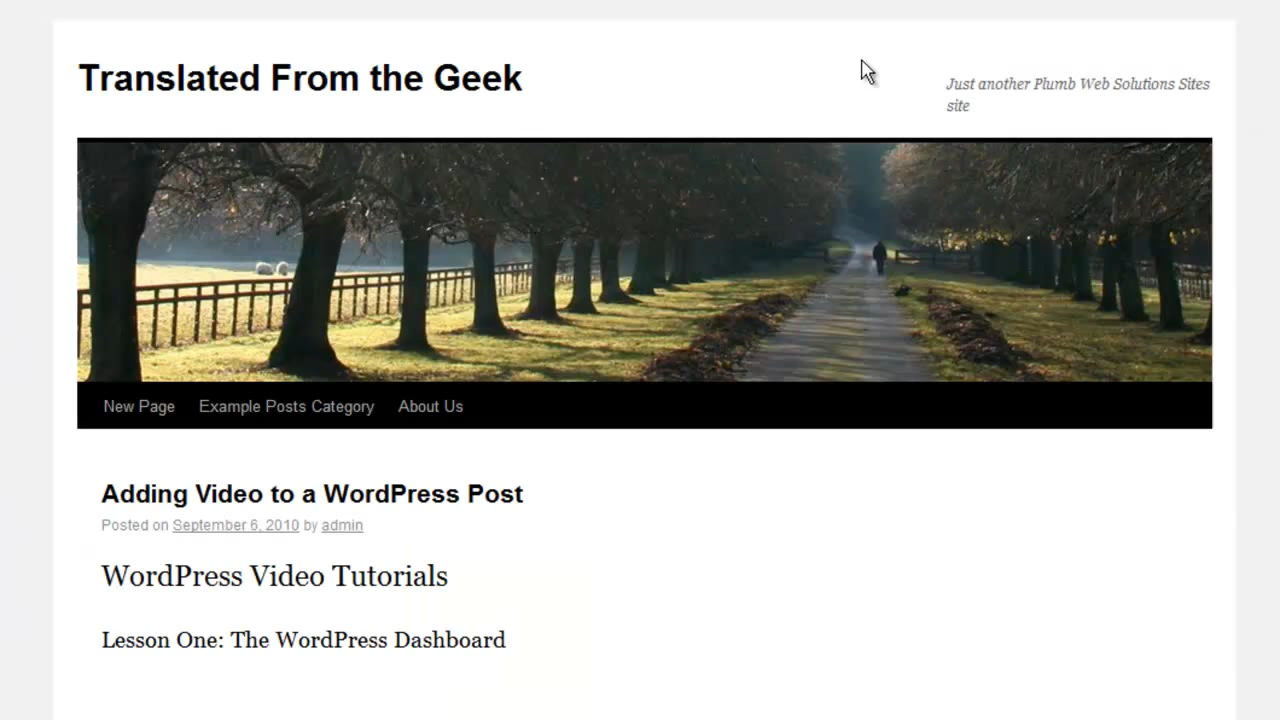 Translated From the Geek
Just another Plumb Web Solutions Sites
site
New Page Example Posts Category About Us
Adding Video to a WordPress Post
Posted on September 6, 2010 by admin
WordPress Video Tutorials
Lesson One: The WordPress Dashboard